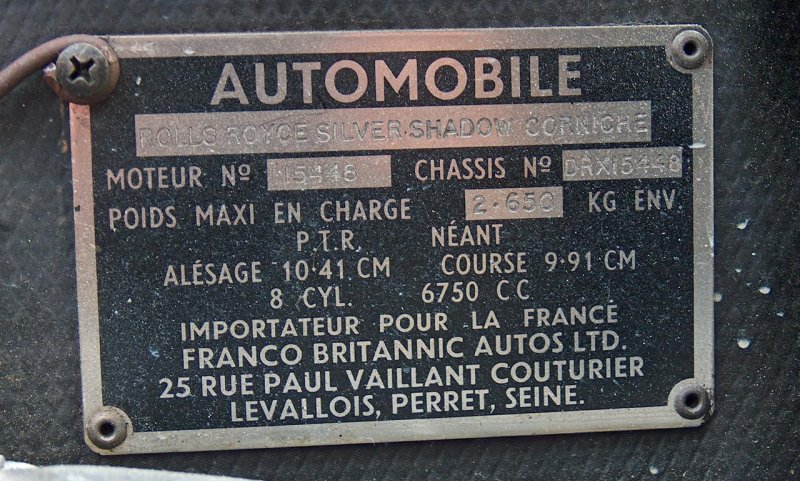 AUTOMOBILE
ROLLS ROYCE SILVER SHADOW CORNICHE
MOTEUR Nº 15448 CHASSIS Nº DRX15448
POIDS MAXI EN CHARGE 2·650 KG ENV
P.T.R. NÉANT
ALÉSAGE 10·41 CM COURSE 9·91 CM
8 CYL. 6750 CC
IMPORTATEUR POUR LA FRANCE
FRANCO BRITANNIC AUTOS LTD.
25 RUE PAUL VAILLANT COUTURIER
LEVALLOIS, PERRET, SEINE.